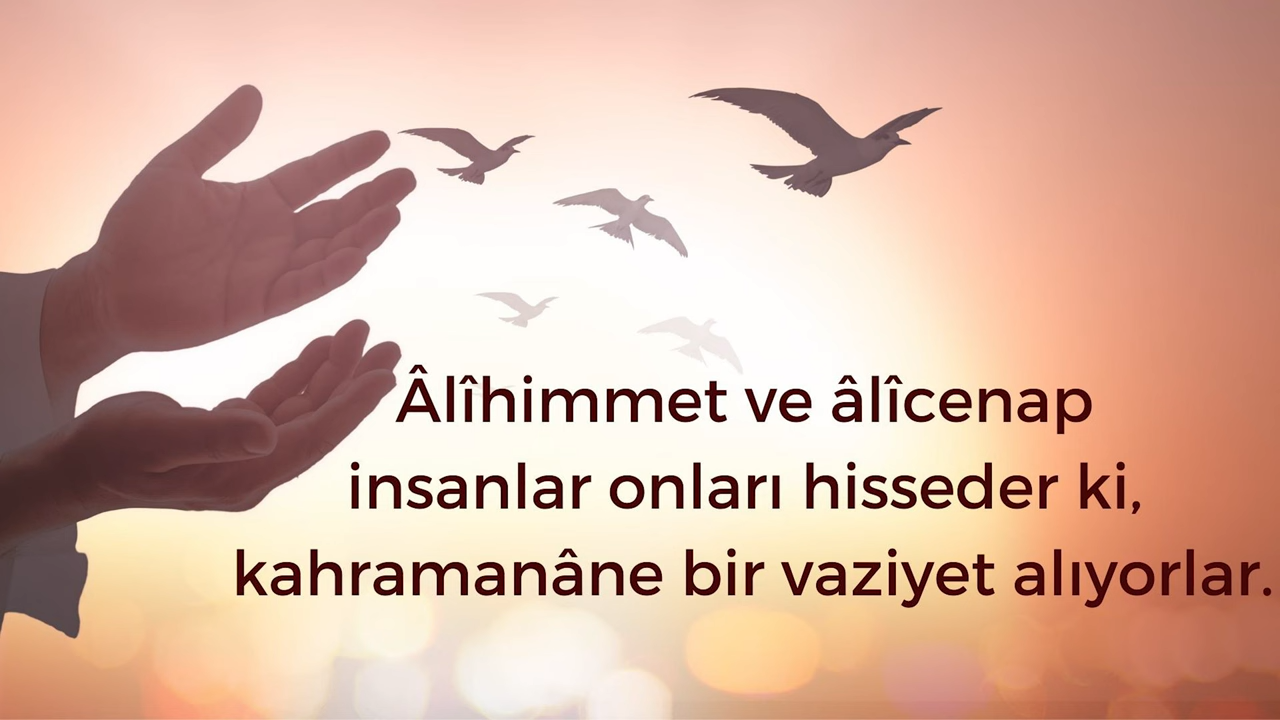 Âlîhimmet ve âlîcenap
insanlar onları hisseder ki,
kahramanâne bir vaziyet alıyorlar.